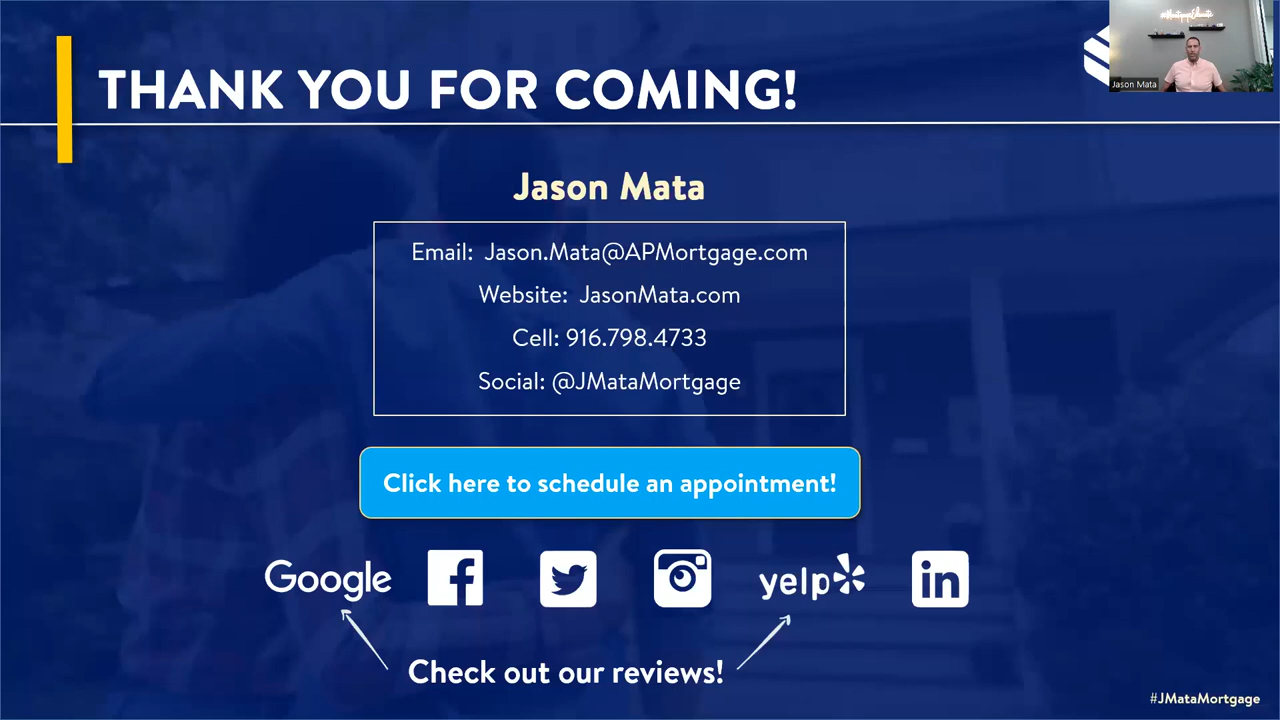 THANK YOU FOR COMING!
Jason Mata
Jason Mata
Email: Jason.Mata@APMortgage.com
Website: JasonMata.com
Cell: 916.798.4733
Social: @JMataMortgage
Click here to schedule an appointment!
Google
yelp
Check out our reviews!
#JMataMortgage